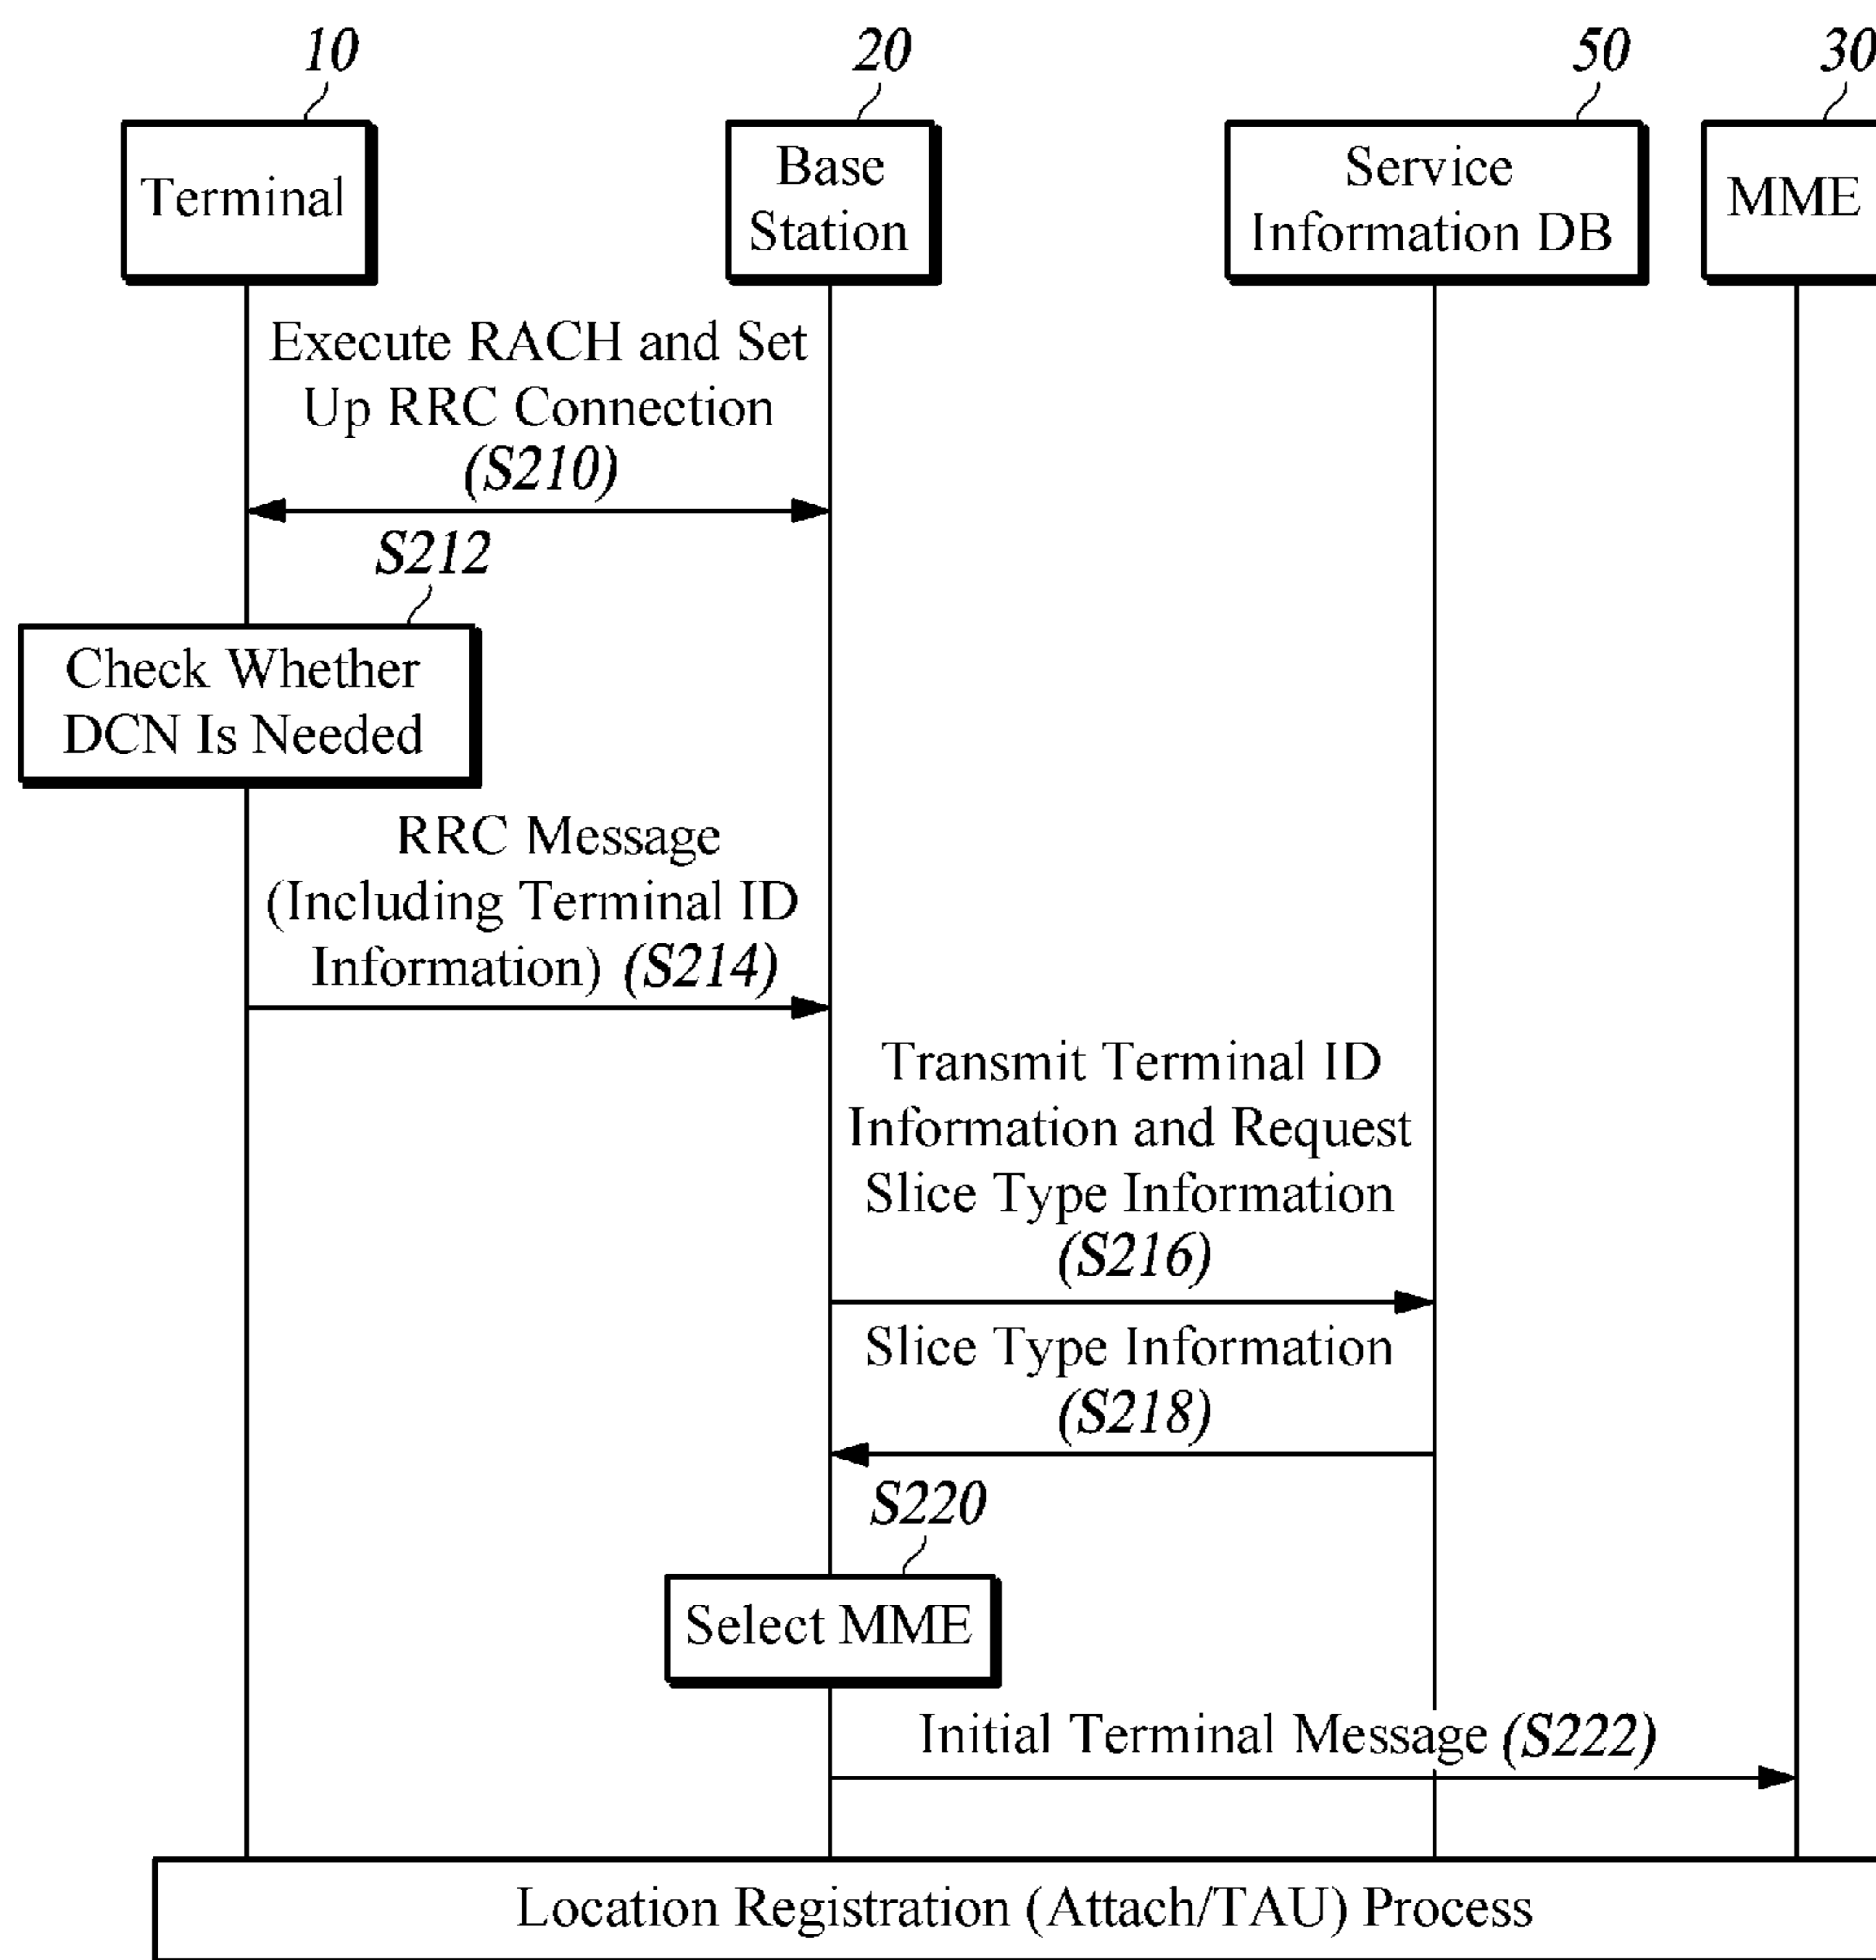 10
20
50
30
Terminal
Base
Station
Service
Information DB
MME
Execute RACH and Set
Up RRC Connection
(S210)
S212
Check Whether
DCN Is Needed
RRC Message
(Including Terminal ID
Information) (S214)
Transmit Terminal ID
Information and Request
Slice Type Information
(S216)
Slice Type Information
(S218)
S220
Select MME
Initial Terminal Message (S222)
Location Registration (Attach/TAU) Process